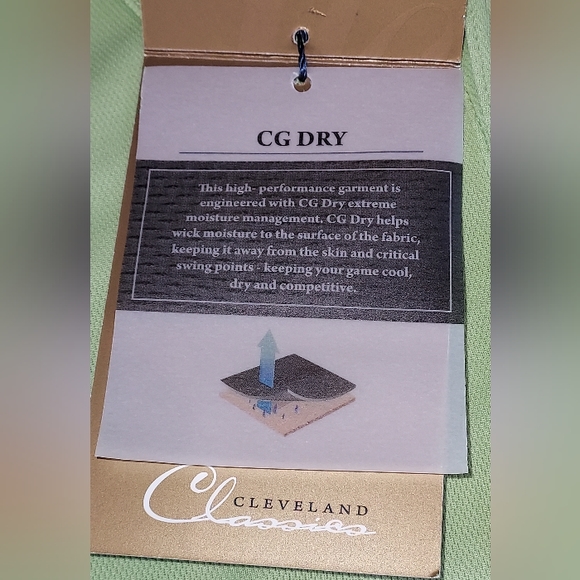 CG DRY
This high- performance garment is
engineered with CG Dry extreme
moisture management. CG Dry helps
wick moisture to the surface of the fabric,
keeping it away from the skin and critical
swing points - keeping your game cool,
dry and competitive.
CLEVELAND
Classics